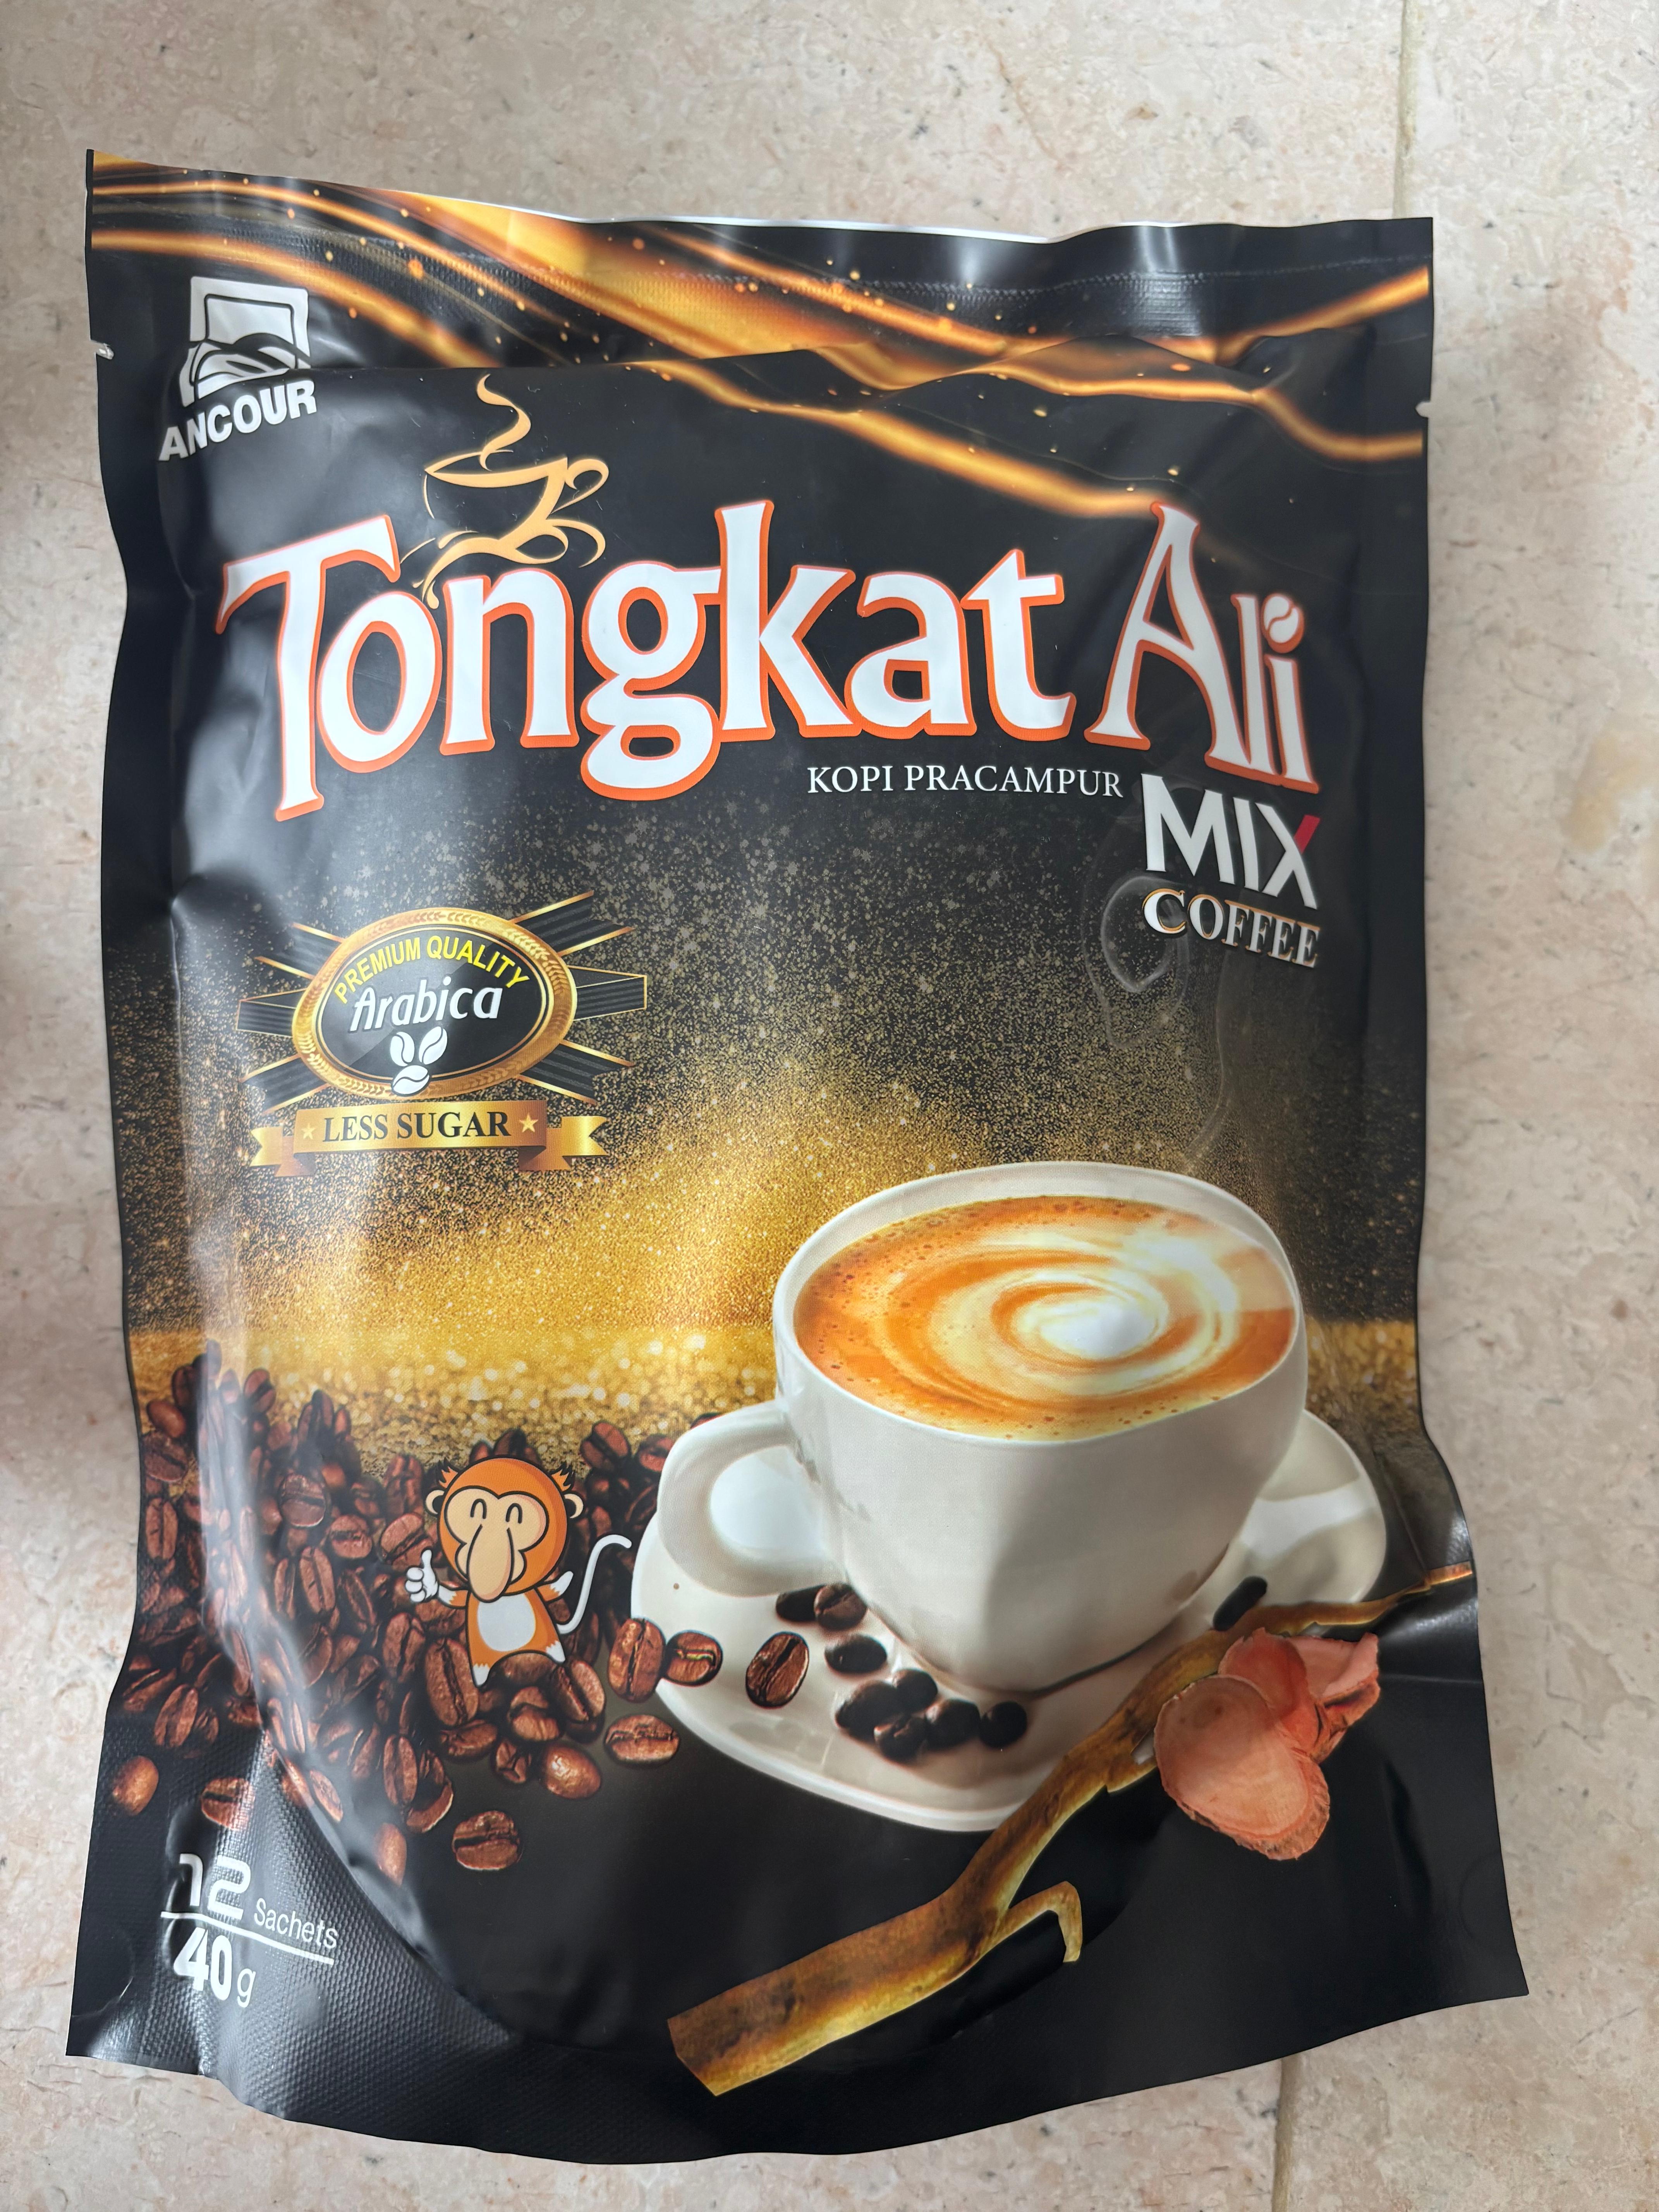 ANCOUR
Tongkat Ali
KOPI PRACAMPUR
MIX
COFFEE
PREMIUM QUALITY
Arabica
LESS SUGAR
12 Sachets
40g